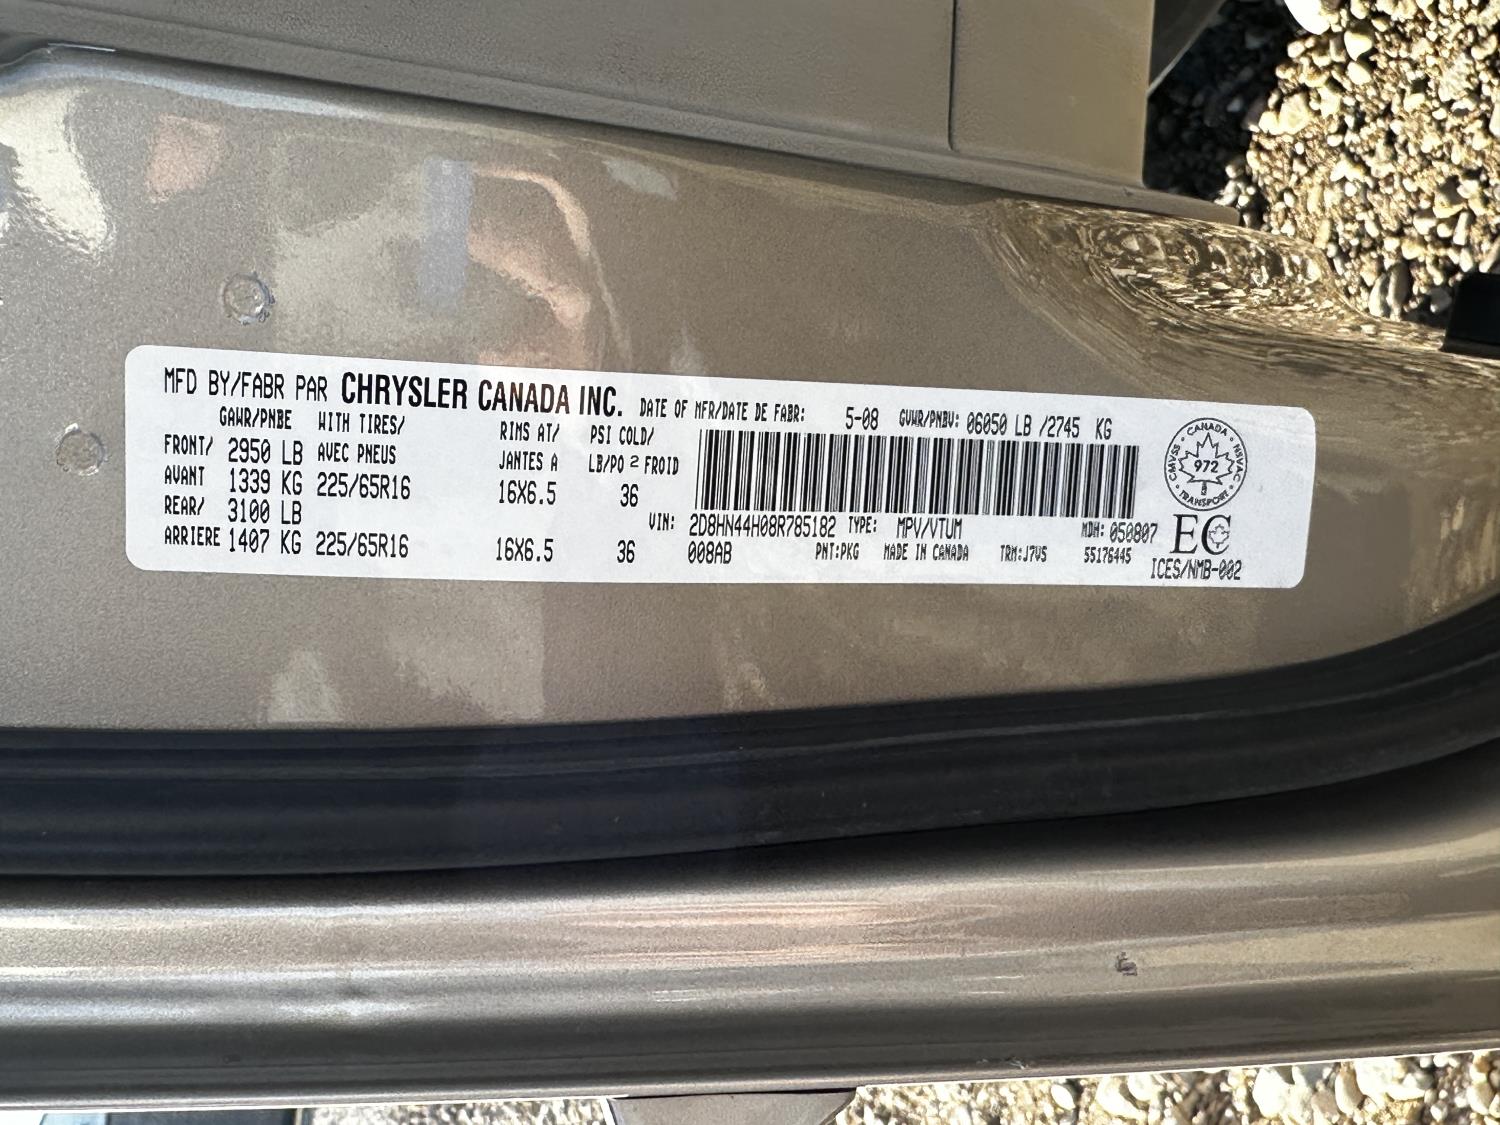 MFD BY/FABR PAR CHRYSLER CANADA INC. DATE OF MFR/DATE DE FABR: 5-08 GVWR/PNBV: 06050 LB /2745 KG
GAWR/PNBE WITH TIRES/ RIMS AT/ PSI COLD/
FRONT/ 2950 LB AVEC PNEUS JANTES A LB/PO 2 FROID
AVANT 1339 KG 225/65R16 16X6.5 36
REAR/ 3100 LB
ARRIERE 1407 KG 225/65R16 16X6.5 36
VIN: 2D8HN44H08R785182 TYPE: MPV/VTUM MDH: 050807
008AB PNT:PKG MADE IN CANADA TRM:J7VS 55176445
CANADA
CMVSS NSVAC
972
TRANSPORT
EC
ICES/NMB-002